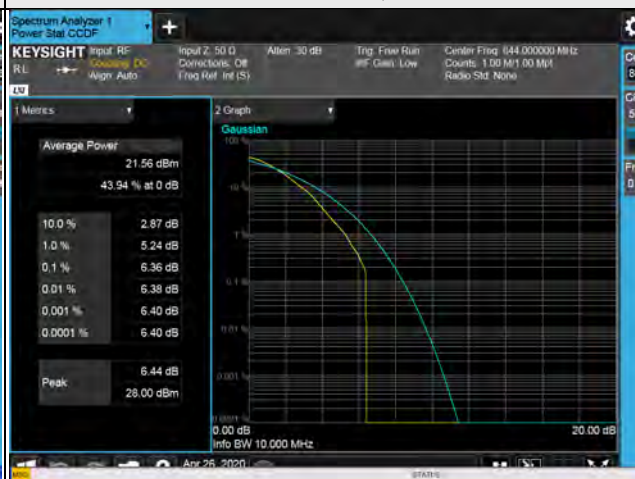 Spectrum Analyzer 1
Power Stat CCDF
+
KEYSIGHT Input: RF
RL
Coupling: DC
Align: Auto
Input Z: 50 Ω
Corrections: Off
Freq Ref: Int (S)
Atten: 30 dB
Trig: Free Run
#IF Gain: Low
Center Freq: 644.000000 MHz
Counts: 1.00 M/1.00 Mpt
Radio Std: None
1 Metrics
2 Graph
Average Power
21.56 dBm
43.94 % at 0 dB
10.0 % 2.87 dB
1.0 % 5.24 dB
0.1 % 6.36 dB
0.01 % 6.38 dB
0.001 % 6.40 dB
0.0001 % 6.40 dB
Peak 6.44 dB
28.00 dBm
Gaussian
100 %
10 %
1 %
0.1 %
0.01 %
0.001 %
0.0001 %
0.00 dB
20.00 dB
Info BW 10.000 MHz
Apr 26, 2020
MSG
STATUS